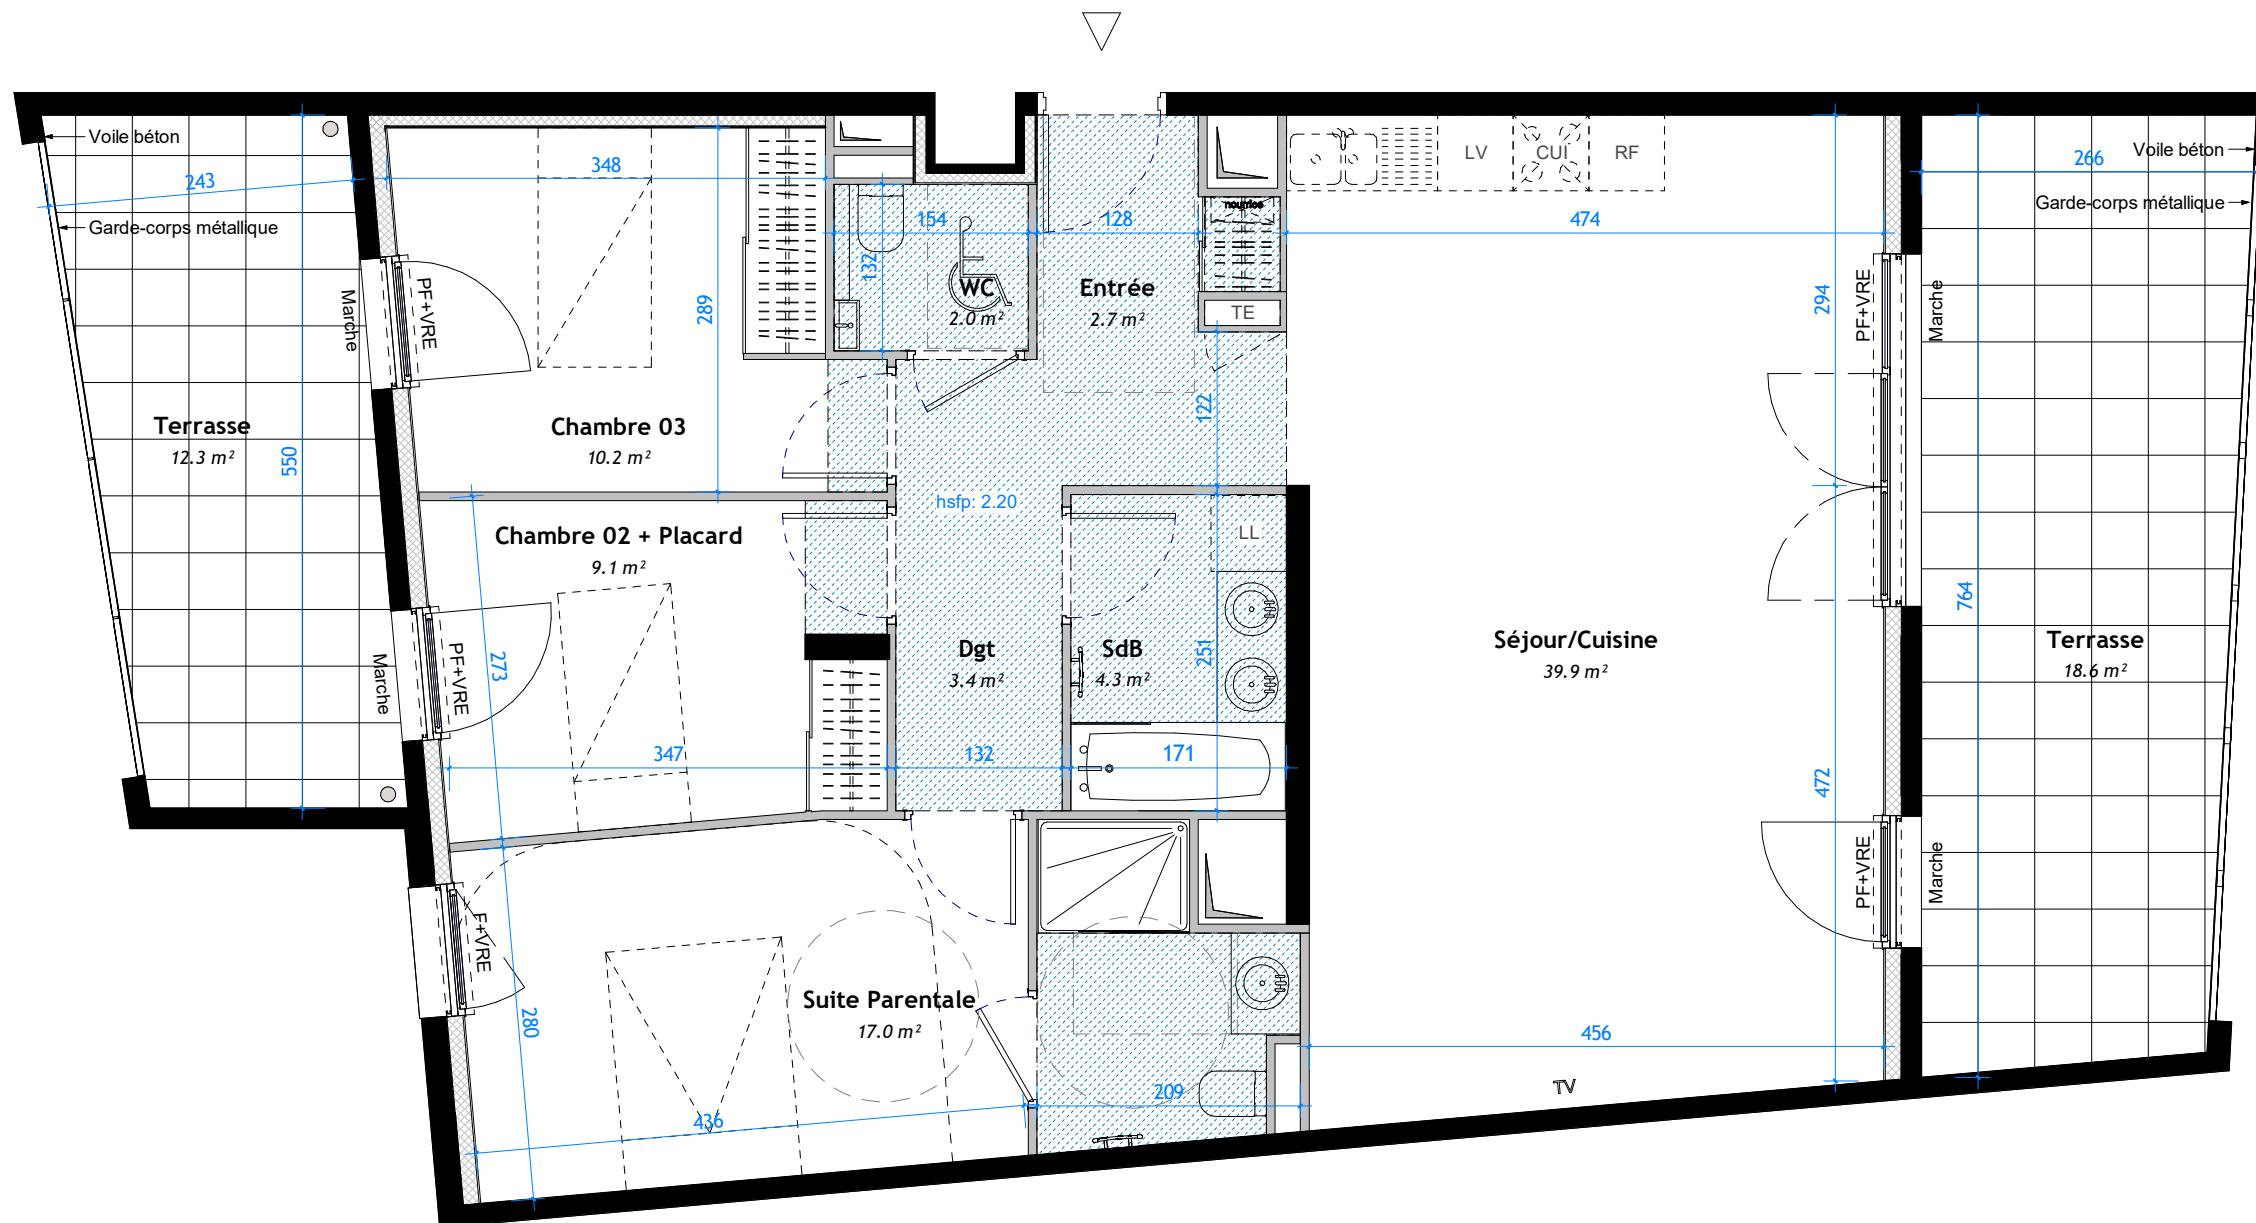 Voile béton
243
Garde-corps métallique
348
LV
CUI
RF
266
Voile béton
Garde-corps métallique
nourrice
154
128
474
132
WC
2.0 m²
Entrée
2.7 m²
TE
289
294
PF+VRE
Marche
PF+VRE
Marche
122
Terrasse
12.3 m²
550
Chambre 03
10.2 m²
hsfp: 2.20
Chambre 02 + Placard
9.1 m²
LL
764
273
PF+VRE
Marche
Dgt
3.4 m²
SdB
4.3 m²
251
Séjour/Cuisine
39.9 m²
Terrasse
18.6 m²
347
132
171
472
PF+VRE
Marche
F+VRE
280
Suite Parentale
17.0 m²
436
209
456
TV